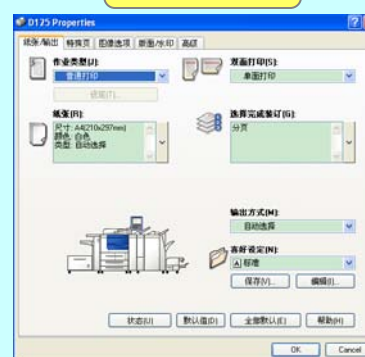 D125 Properties
纸张/输出 特殊页 图像选项 版面/水印 高级
作业类型(J):
普通打印
设置(T)...
双面打印(S):
单面打印
纸张(R):
尺寸: A4(210x297mm)
颜色: 白色
类型: 自动选择
选择完成装订(G):
分页
输出方式(M):
自动选择
喜好设定(N):
A 标准
保存(V)... 编辑(I)...
状态(U) 默认值(D) 全部默认(E) 帮助(H)
OK Cancel